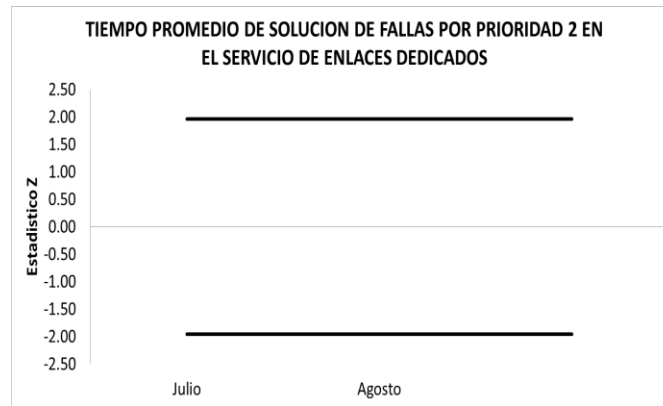 TIEMPO PROMEDIO DE SOLUCION DE FALLAS POR PRIORIDAD 2 EN
EL SERVICIO DE ENLACES DEDICADOS
Estadistico Z
2.50
2.00
1.50
1.00
0.50
0.00
-0.50
-1.00
-1.50
-2.00
-2.50
Julio
Agosto